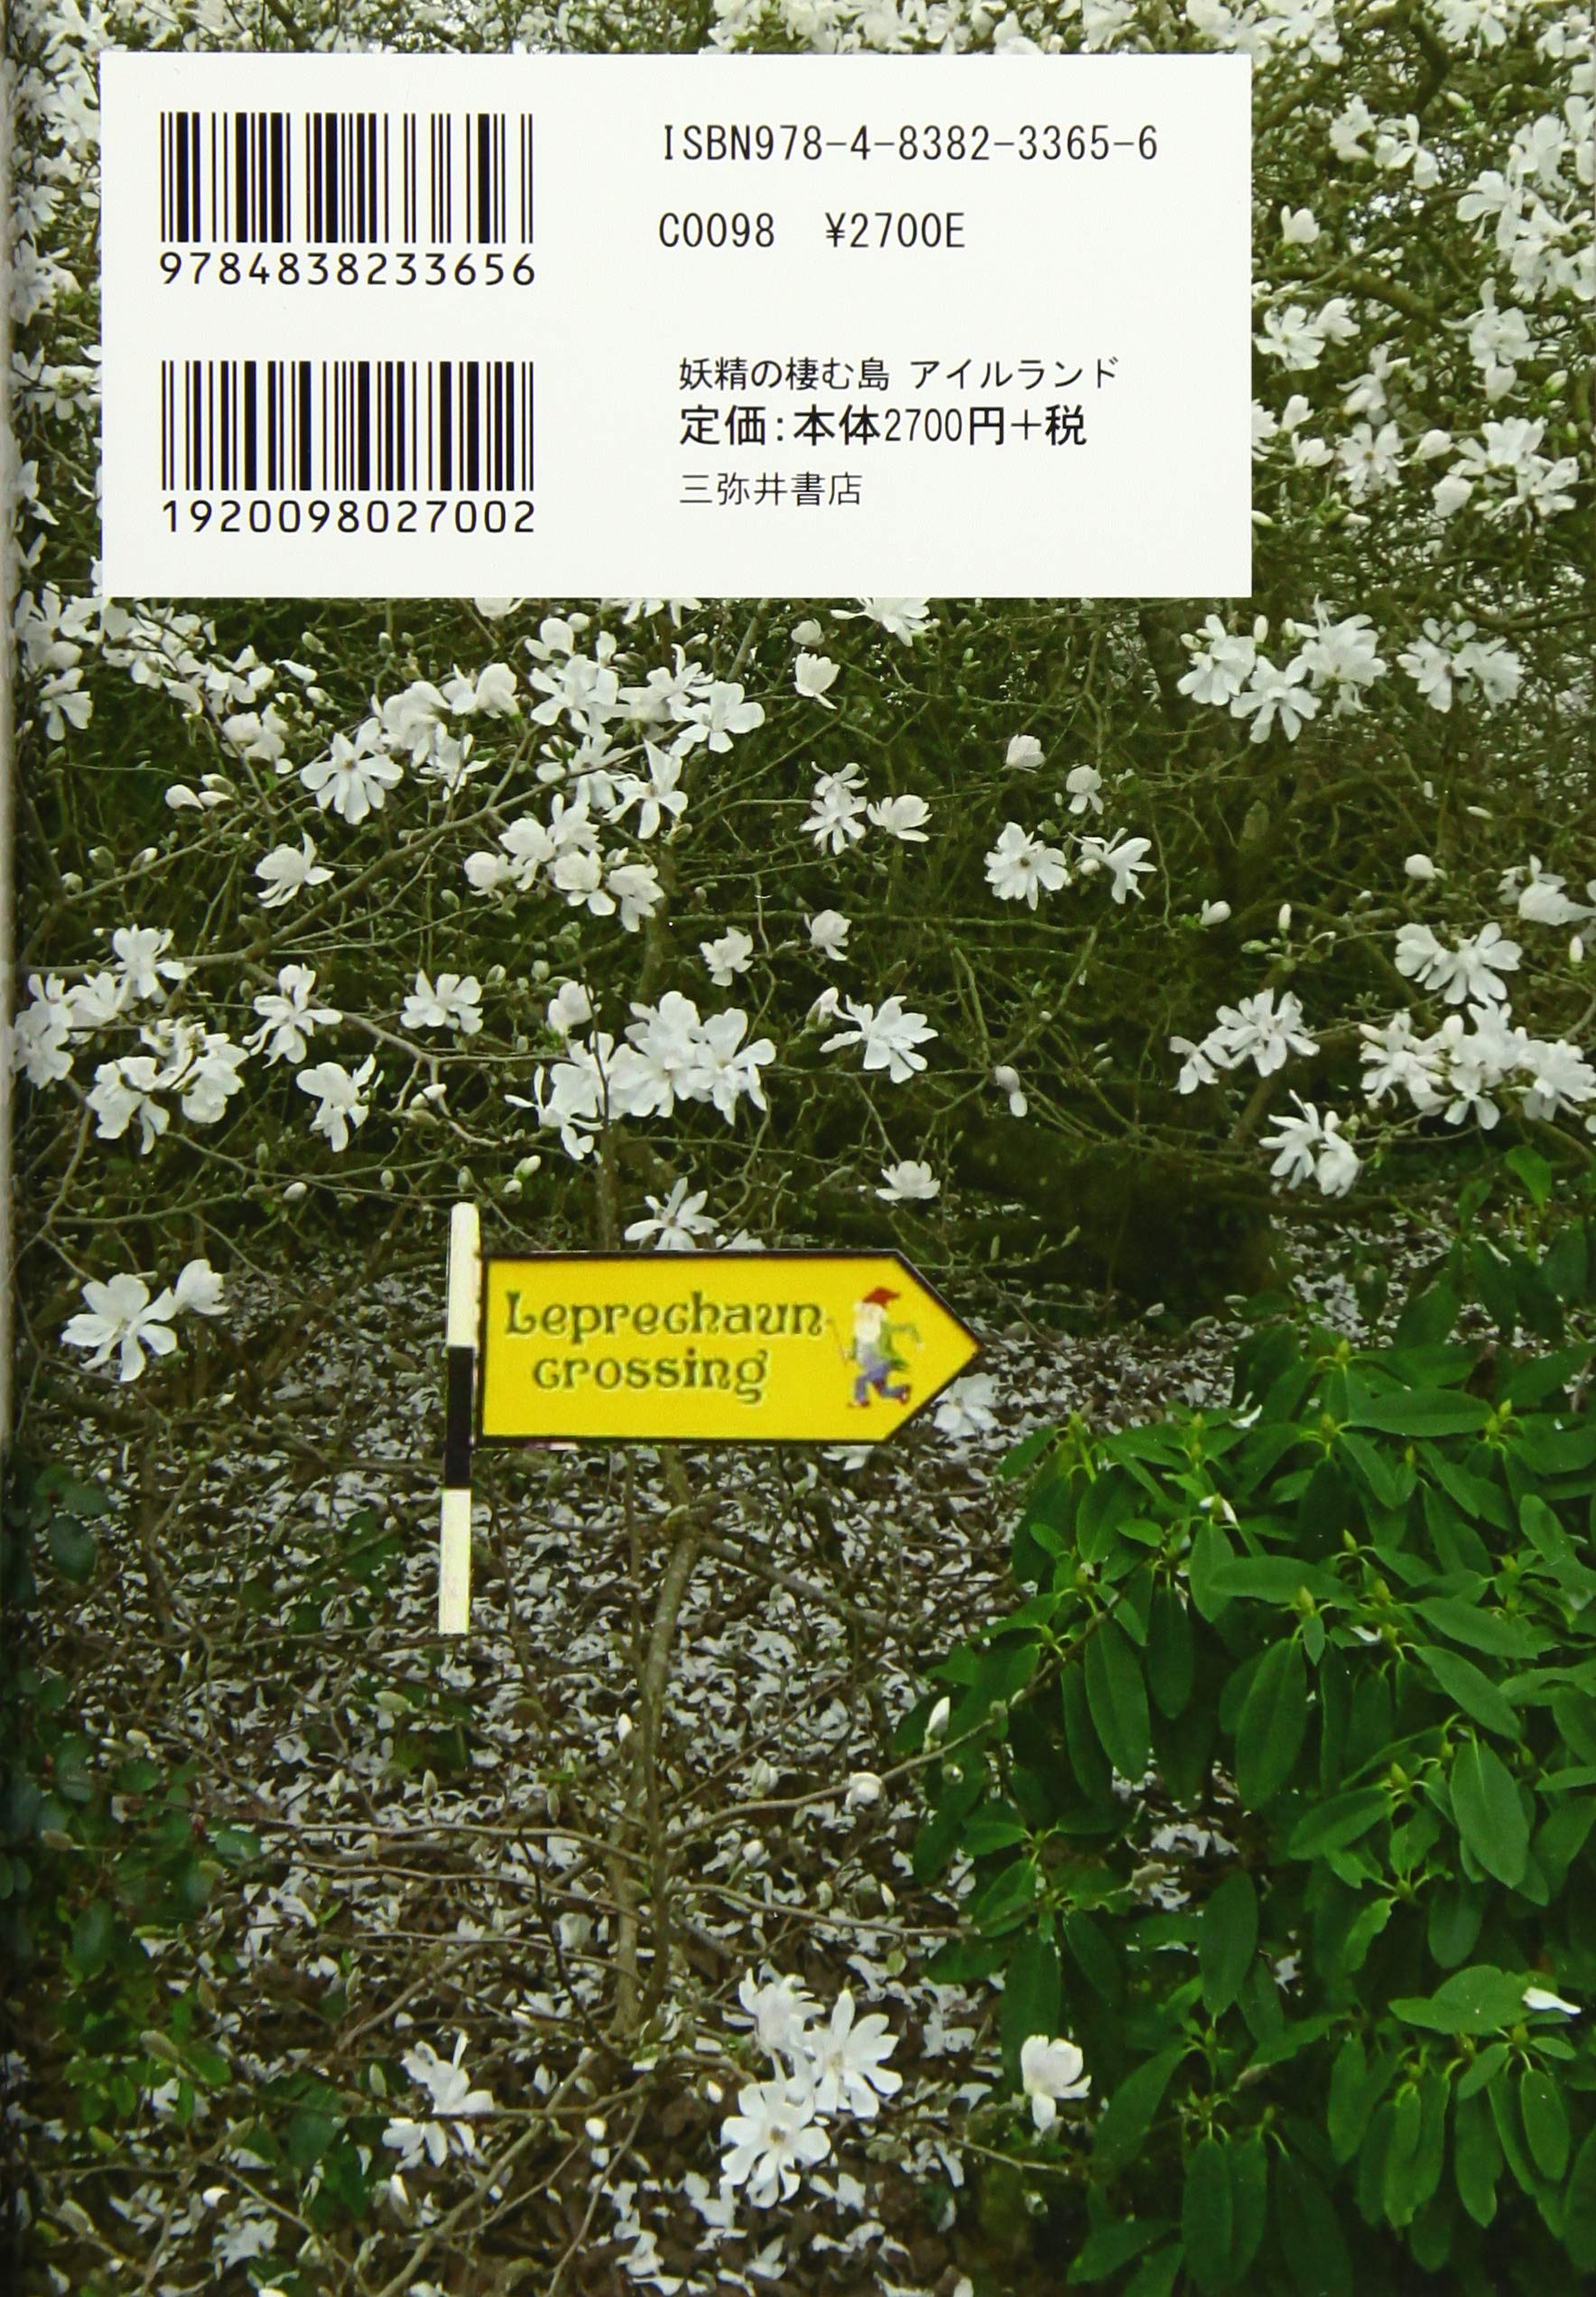 ISBN978-4-8382-3365-6
C0098 ¥2700E
9784838233656
妖精の棲む島 アイルランド
定価:本体2700円+税
三弥井書店
1920098027002
Leprechaun
crossing